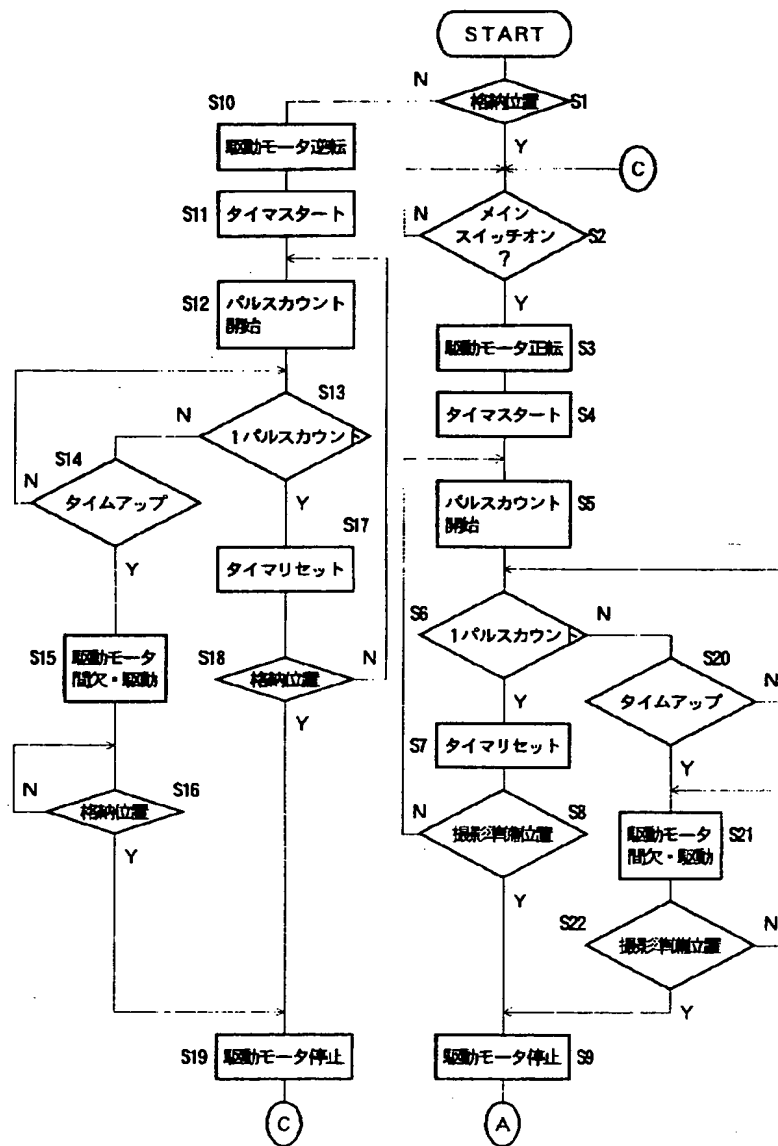 START
N
格納位置
S1
Y
C
S10
駆動モータ逆転
S11
タイマスタート
N
メイン
スイッチオン
?
S2
Y
S12
パルスカウント
開始
駆動モータ正転
S3
S13
N
1パルスカウント
Y
タイマスタート
S4
S14
N
タイムアップ
Y
パルスカウント
開始
S5
S17
タイマリセット
S6
1パルスカウント
N
Y
S15
駆動モータ
間欠・駆動
S18
格納位置
N
Y
S20
タイムアップ
N
Y
S7
タイマリセット
S16
N
格納位置
Y
S8
N
撮影準備位置
Y
駆動モータ
間欠・駆動
S21
S22
撮影準備位置
N
Y
S19
駆動モータ停止
駆動モータ停止
S9
C
A